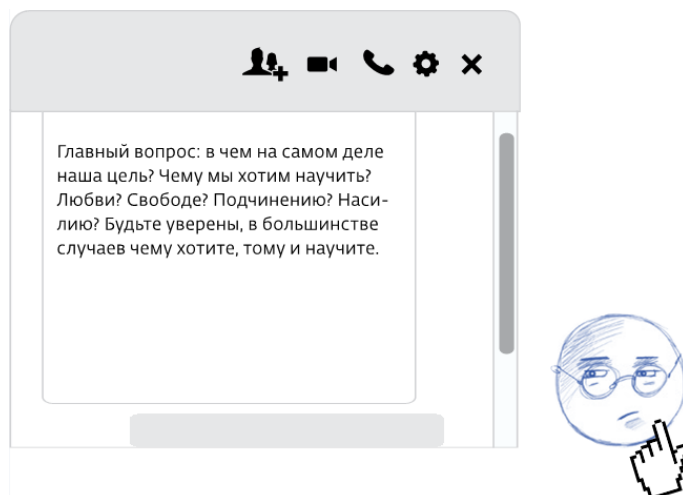 Главный вопрос: в чем на самом деле
наша цель? Чему мы хотим научить?
Любви? Свободе? Подчинению? Наси-
лию? Будьте уверены, в большинстве
случаев чему хотите, тому и научите.